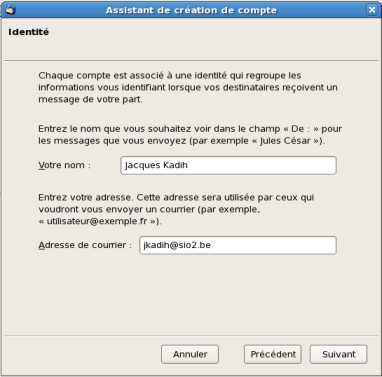 Assistant de création de compte
Identité
Chaque compte est associé à une identité qui regroupe les
informations vous identifiant lorsque vos destinataires reçoivent un
message de votre part.
Entrez le nom que vous souhaitez voir dans le champ « De : » pour
les messages que vous envoyez (par exemple « Jules César »).
Votre nom : Jacques Kadih
Entrez votre adresse. Cette adresse sera utilisée par ceux qui
voudront vous envoyer un courrier (par exemple,
« utilisateur@exemple.fr »).
Adresse de courrier : jkadih@sio2.be
Annuler Précédent Suivant